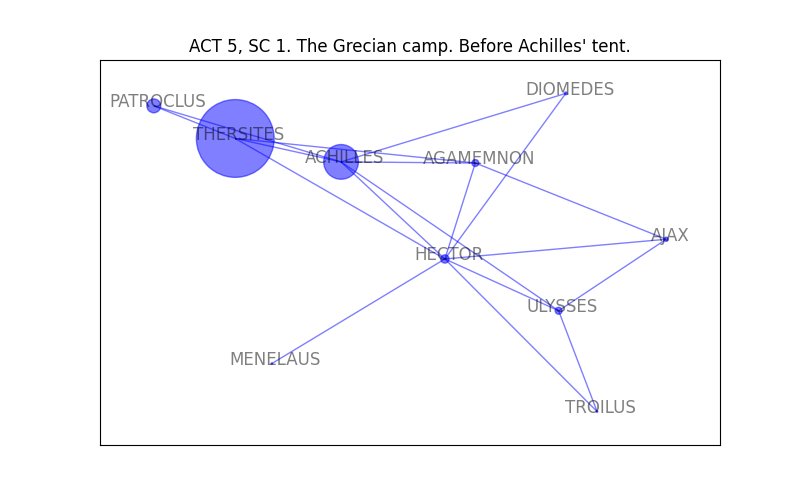 ACT 5, SC 1. The Grecian camp. Before Achilles' tent.
DIOMEDES
PATROCLUS
THERSITES
ACHILLES
AGAMEMNON
AJAX
HECTOR
ULYSSES
MENELAUS
TROILUS